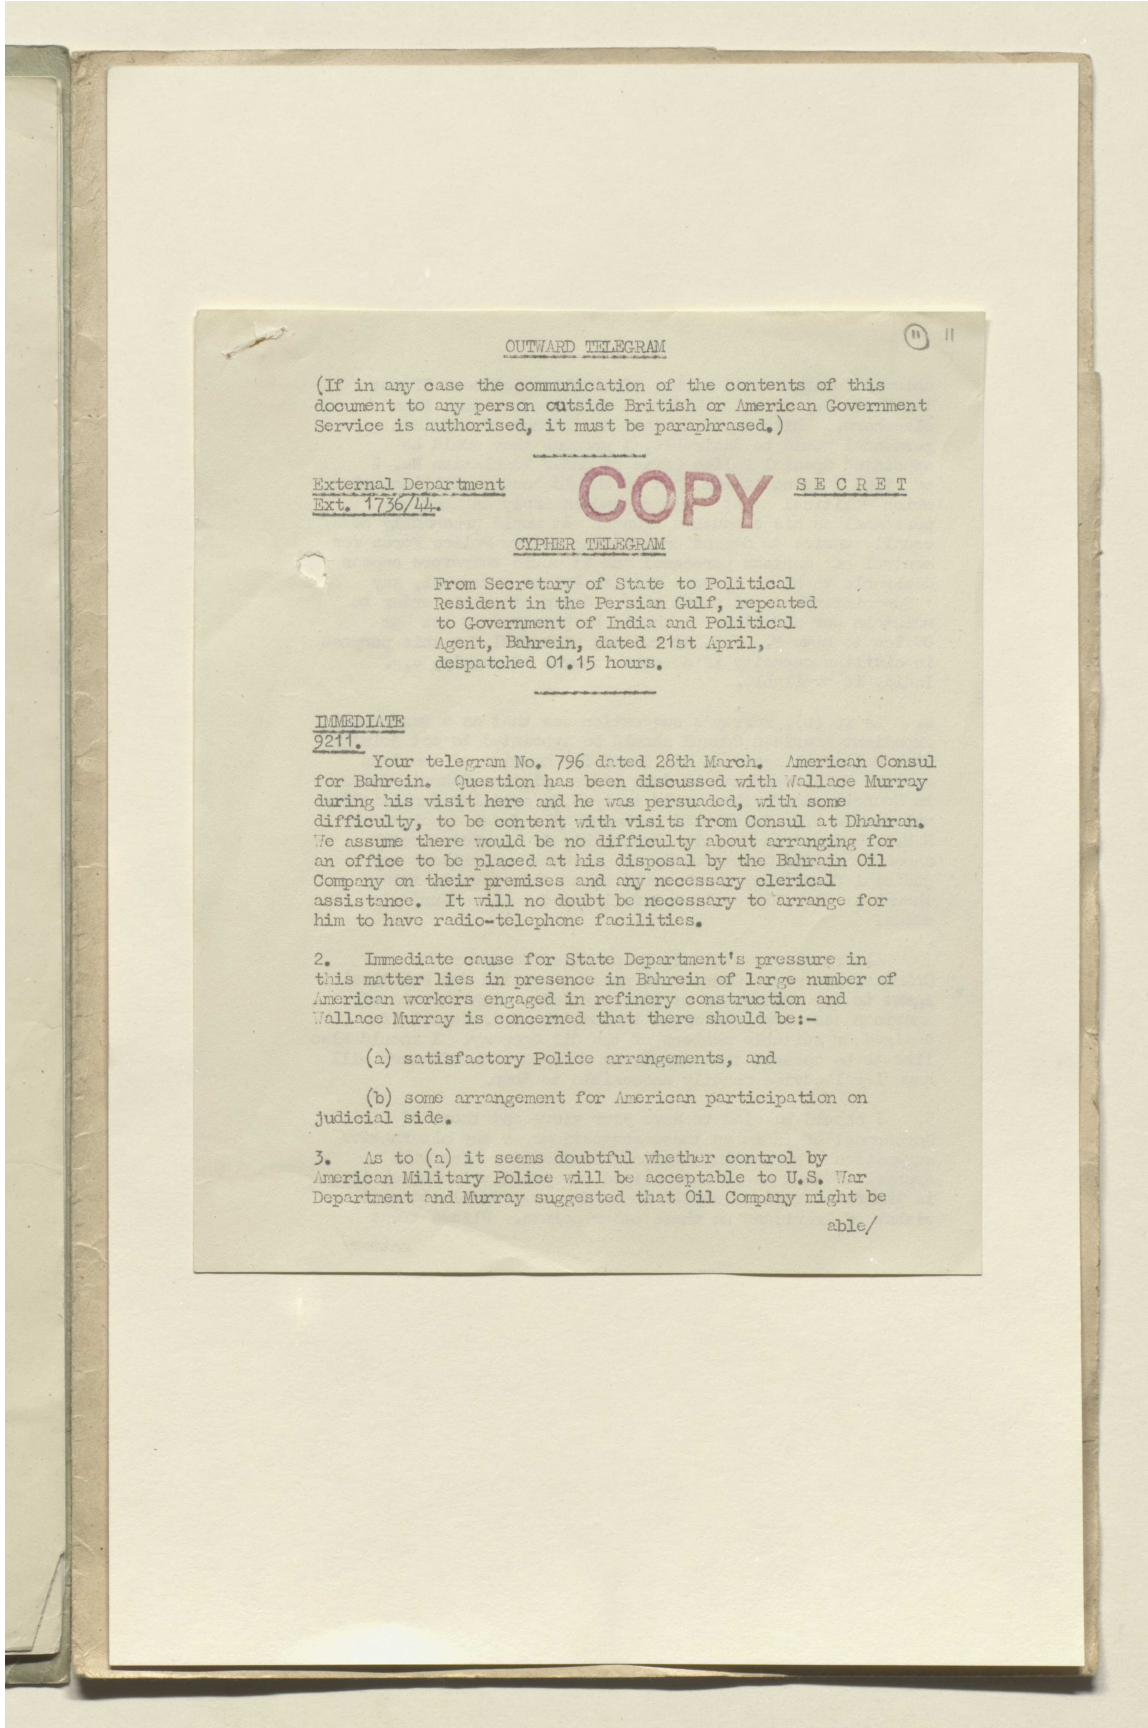 11 11
OUTWARD TELEGRAM
(If in any case the communication of the contents of this
document to any person outside British or American Government
Service is authorised, it must be paraphrased.)
External Department
COPY
S E C R E T
Ext. 1736/44.
CYPHER TELEGRAM
From Secretary of State to Political
Resident in the Persian Gulf, repeated
to Government of India and Political
Agent, Bahrein, dated 21st April,
despatched 01.15 hours.
IMMEDIATE
9211.
Your telegram No. 796 dated 28th March. American Consul
for Bahrein. Question has been discussed with Wallace Murray
during his visit here and he was persuaded, with some
difficulty, to be content with visits from Consul at Dhahran.
We assume there would be no difficulty about arranging for
an office to be placed at his disposal by the Bahrain Oil
Company on their premises and any necessary clerical
assistance. It will no doubt be necessary to arrange for
him to have radio-telephone facilities.
2. Immediate cause for State Department's pressure in
this matter lies in presence in Bahrein of large number of
American workers engaged in refinery construction and
Wallace Murray is concerned that there should be:-
(a) satisfactory Police arrangements, and
(b) some arrangement for American participation on
judicial side.
3. As to (a) it seems doubtful whether control by
American Military Police will be acceptable to U.S. War
Department and Murray suggested that Oil Company might be
able/